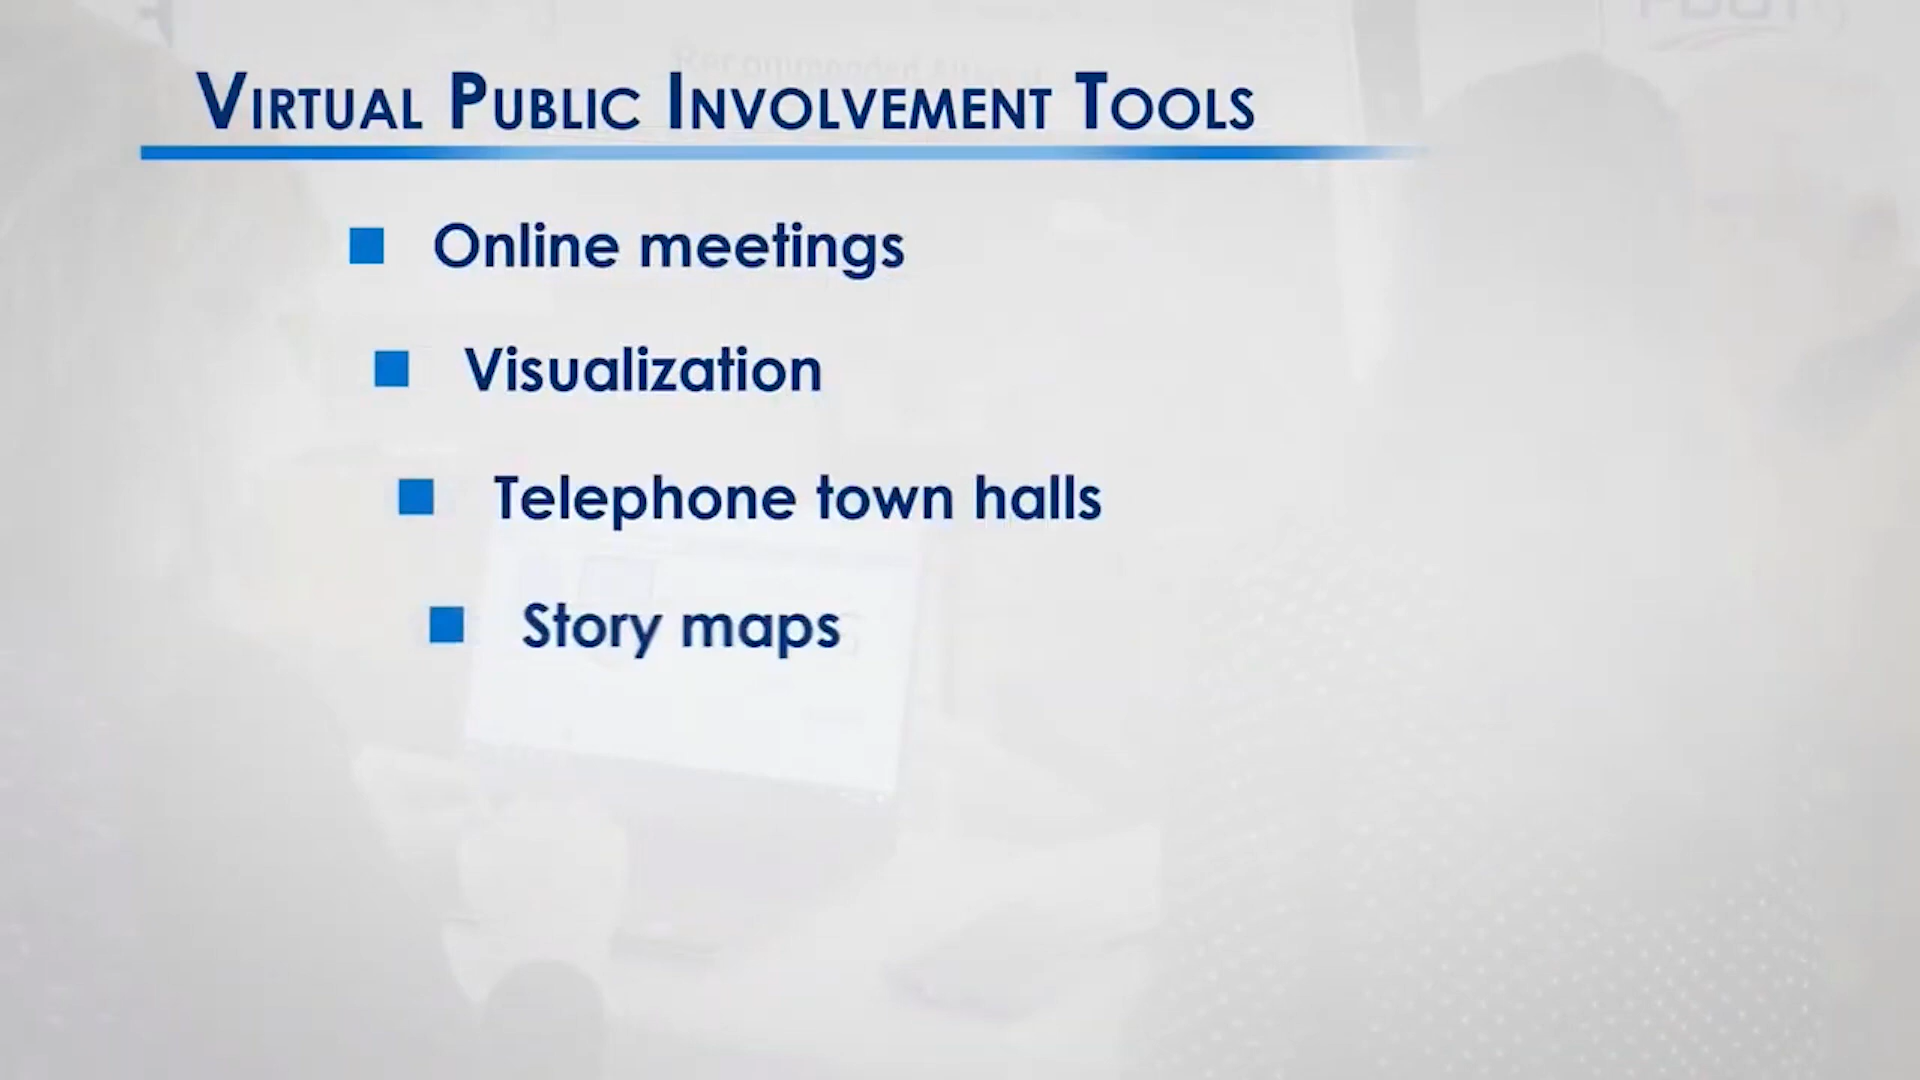 Virtual Public Involvement Tools
Online meetings
Visualization
Telephone town halls
Story maps